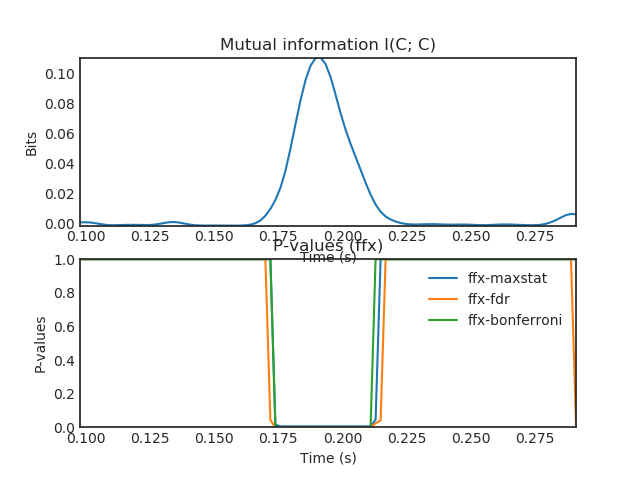 Mutual information I(C; C)
0.10
0.08
0.06
0.04
0.02
0.00
Bits
0.100 0.125 0.150 0.175 0.200 0.225 0.250 0.275
Time (s)
P-values (ffx)
1.0
0.8
0.6
0.4
0.2
0.0
P-values
ffx-maxstat
ffx-fdr
ffx-bonferroni
0.100 0.125 0.150 0.175 0.200 0.225 0.250 0.275
Time (s)